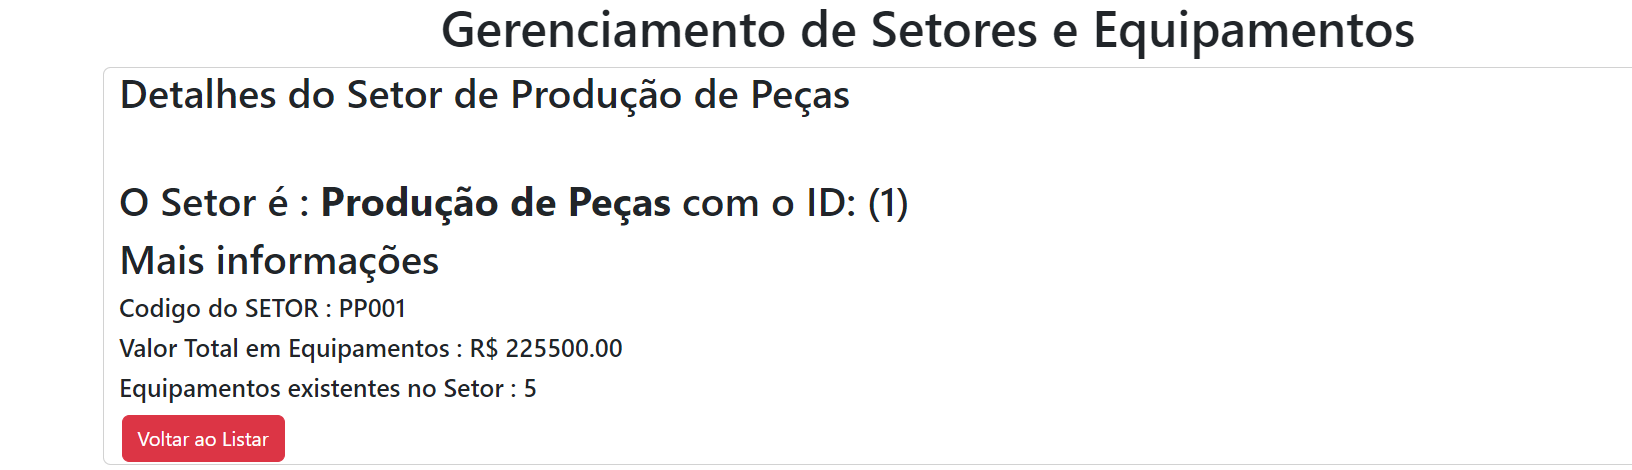 Gerenciamento de Setores e Equipamentos
Detalhes do Setor de Produção de Peças
O Setor é : Produção de Peças com o ID: (1)
Mais informações
Codigo do SETOR : PP001
Valor Total em Equipamentos : R$ 225500.00
Equipamentos existentes no Setor : 5
Voltar ao Listar